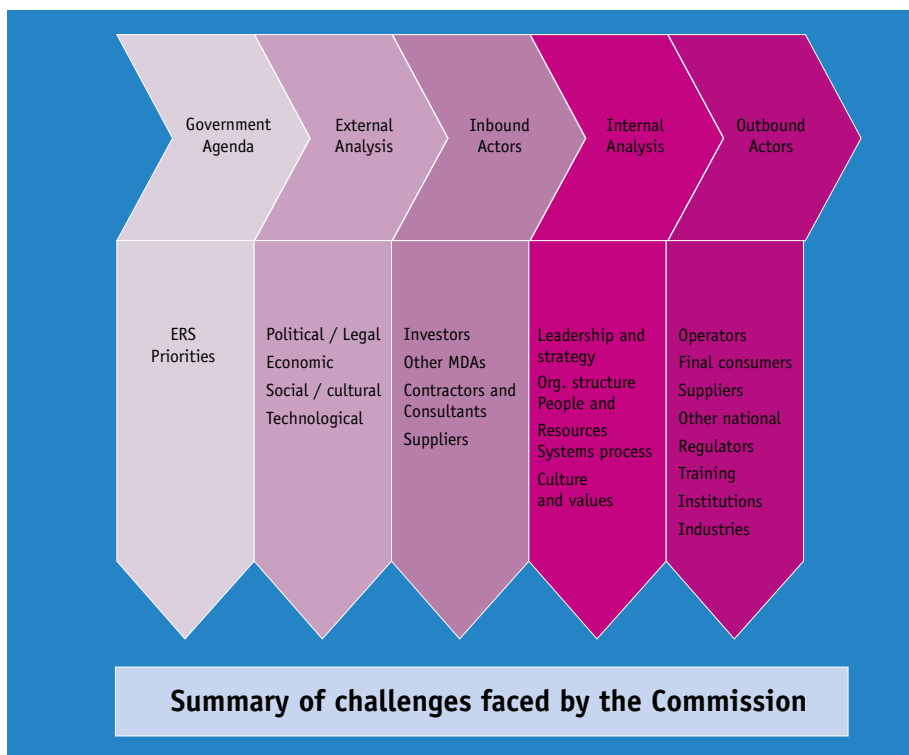 Government
Agenda
External
Analysis
Inbound
Actors
Internal
Analysis
Outbound
Actors
ERS
Priorities
Political / Legal
Economic
Social / cultural
Technological
Investors
Other MDAs
Contractors and
Consultants
Suppliers
Leadership and
strategy
Org. structure
People and
Resources
Systems process
Culture
and values
Operators
Final consumers
Suppliers
Other national
Regulators
Training
Institutions
Industries
Summary of challenges faced by the Commission